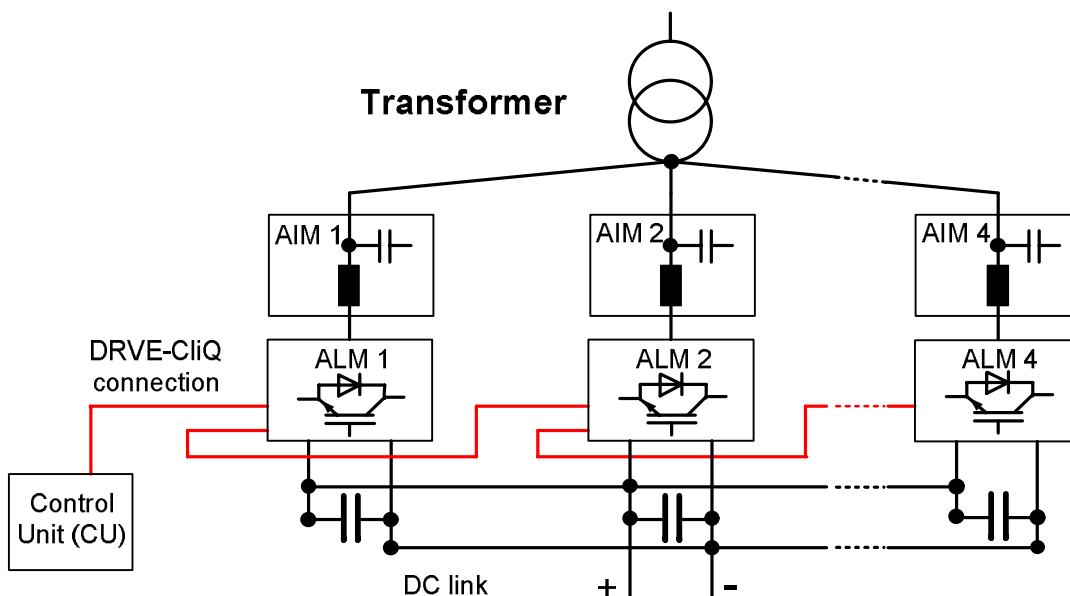 Transformer
AIM 1
AIM 2
AIM 4
DRVE-CliQ
connection
ALM 1
ALM 2
ALM 4
Control
Unit (CU)
DC link
+
-